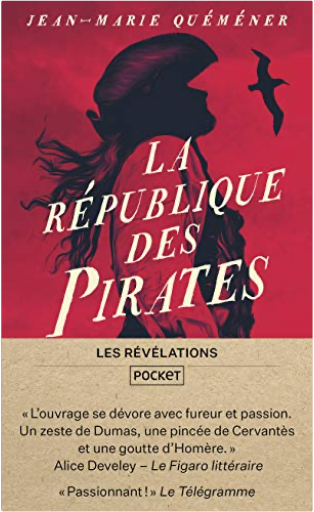 JEAN-MARIE QUÉMÉNER
LA
RÉPUBLIQUE
DES
PIRATES
LES RÉVÉLATIONS
POCKET
« L’ouvrage se dévore avec fureur et passion.
Un zeste de Dumas, une pincée de Cervantès
et une goutte d’Homère. »
Alice Develey – Le Figaro littéraire
« Passionnant ! » Le Télégramme